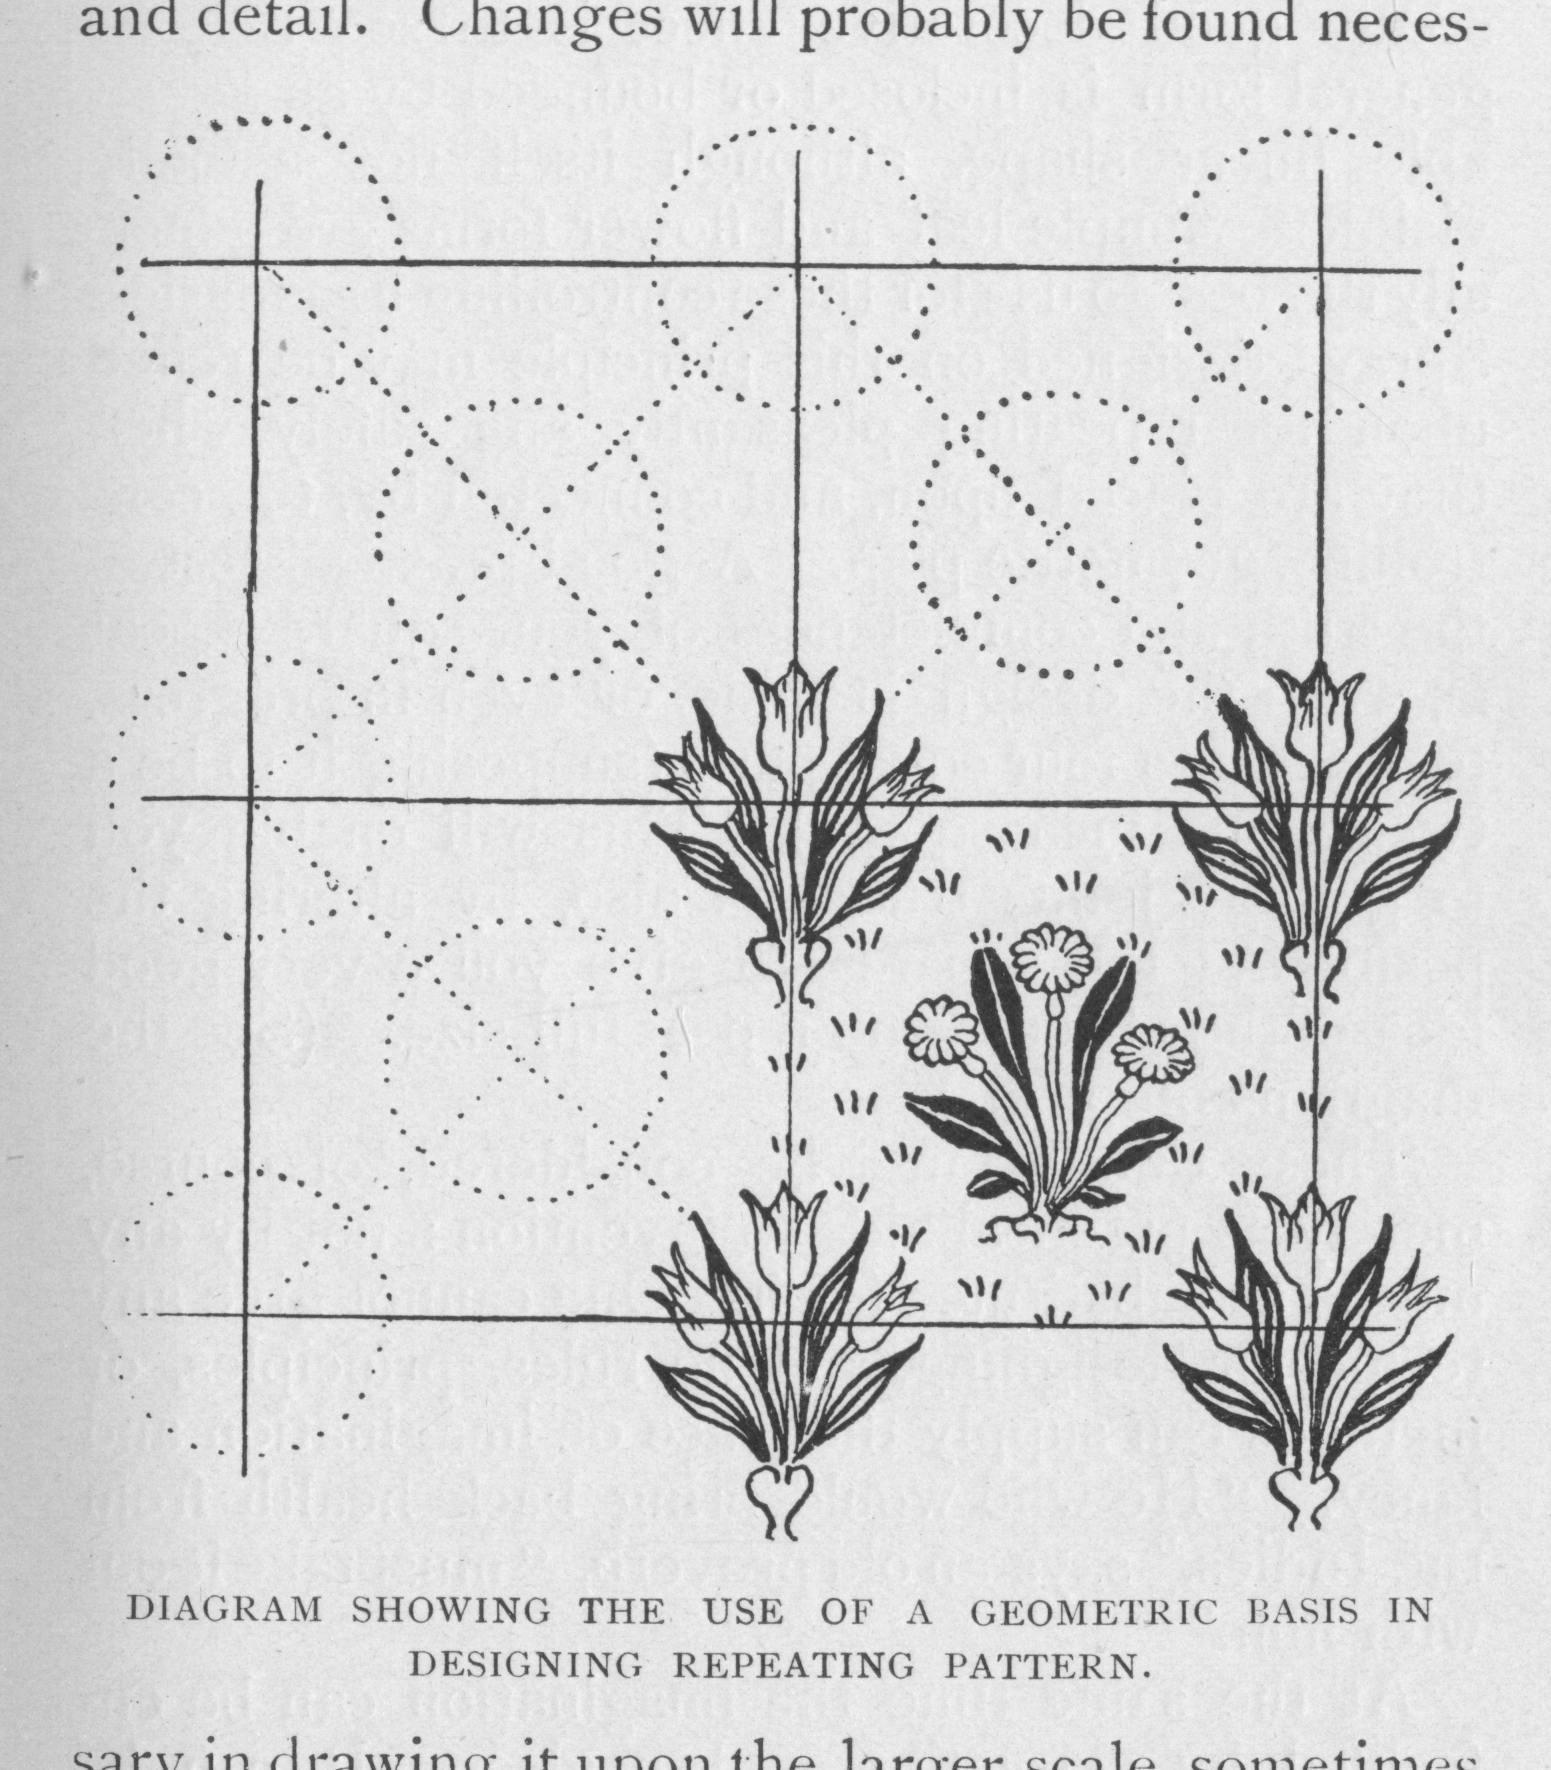 and detail. Changes will probably be found neces-
DIAGRAM SHOWING THE USE OF A GEOMETRIC BASIS IN
DESIGNING REPEATING PATTERN.
sary in drawing it upon the larger scale, sometimes